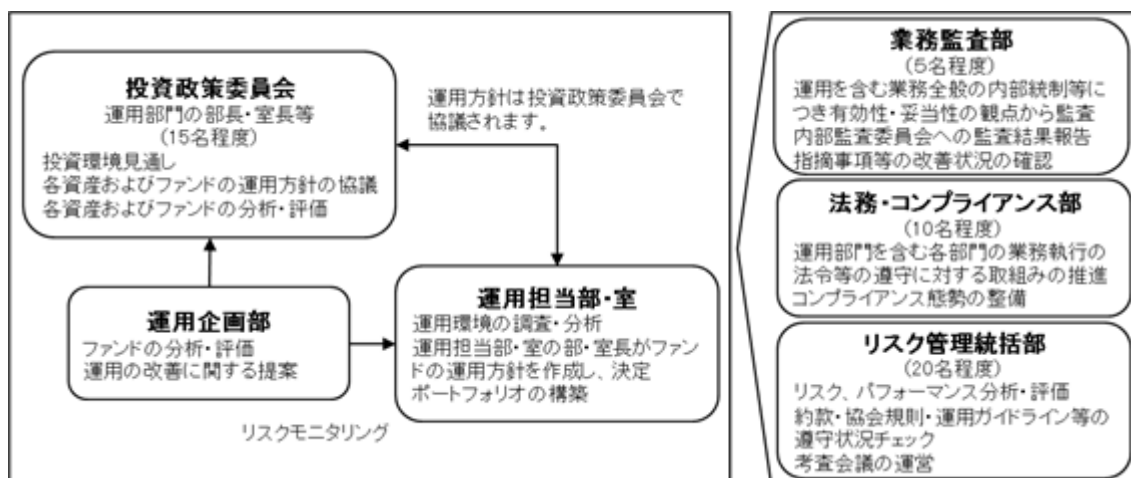 投資政策委員会
運用部門の部長・室長等
(15名程度)
投資環境見通し
各資産およびファンドの運用方針の協議
各資産およびファンドの分析・評価
運用方針は投資政策委員会で
協議されます。
運用企画部
ファンドの分析・評価
運用の改善に関する提案
運用担当部・室
運用環境の調査・分析
運用担当部・室の部・室長がファン
ドの運用方針を作成し、決定
ポートフォリオの構築
リスクモニタリング
業務監査部
(5名程度)
運用を含む業務全般の内部統制等に
つき有効性・妥当性の観点から監査
内部監査委員会への監査結果報告
指摘事項等の改善状況の確認
法務・コンプライアンス部
(10名程度)
運用部門を含む各部門の業務執行の
法令等の遵守に対する取組みの推進
コンプライアンス態勢の整備
リスク管理統括部
(20名程度)
リスク、パフォーマンス分析・評価
約款・協会規則・運用ガイドライン等の
遵守状況チェック
考査会議の運営